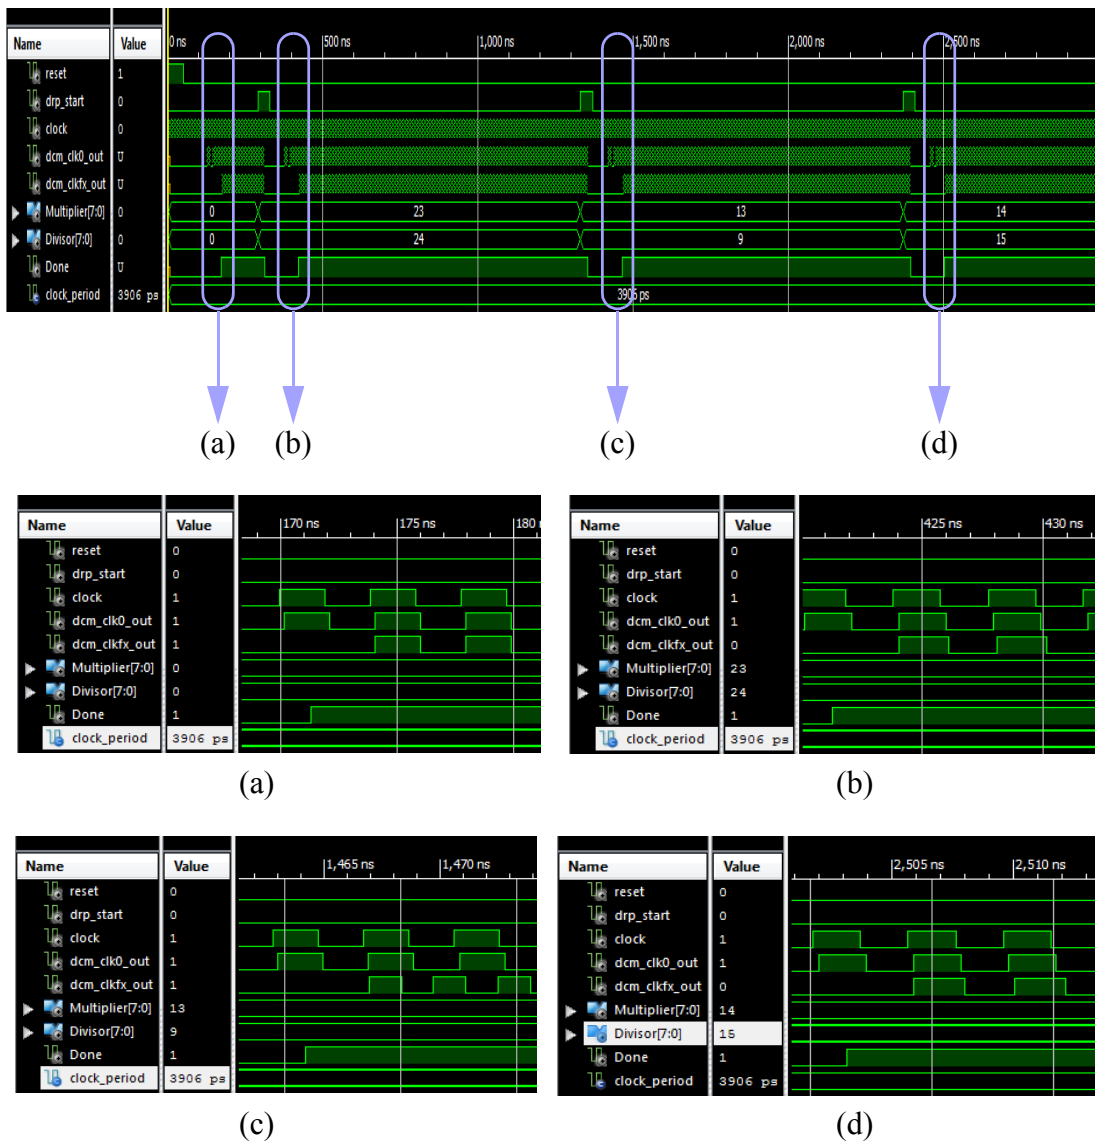 Name Value 0 ns 500 ns 1,000 ns 1,500 ns 2,000 ns 2,500 ns
reset 1
drp_start 0
clock 0
dcm_clk0_out U
dcm_clkfx_out U
Multiplier[7:0] 0 0 23 13 14
Divisor[7:0] 0 0 24 9 15
Done U
clock_period 3906 ps 3906 ps
(a) (b) (c) (d)
Name Value 170 ns 175 ns 180
reset 0
drp_start 0
clock 1
dcm_clk0_out 1
dcm_clkfx_out 1
Multiplier[7:0] 0
Divisor[7:0] 0
Done 1
clock_period 3906 ps
(a)
Name Value 425 ns 430 ns
reset 0
drp_start 0
clock 1
dcm_clk0_out 1
dcm_clkfx_out 0
Multiplier[7:0] 23
Divisor[7:0] 24
Done 1
clock_period 3906 ps
(b)
Name Value 1,465 ns 1,470 ns
reset 0
drp_start 0
clock 1
dcm_clk0_out 1
dcm_clkfx_out 1
Multiplier[7:0] 13
Divisor[7:0] 9
Done 1
clock_period 3906 ps
(c)
Name Value 2,505 ns 2,510 ns
reset 0
drp_start 0
clock 1
dcm_clk0_out 1
dcm_clkfx_out 0
Multiplier[7:0] 14
Divisor[7:0] 15
Done 1
clock_period 3906 ps
(d)